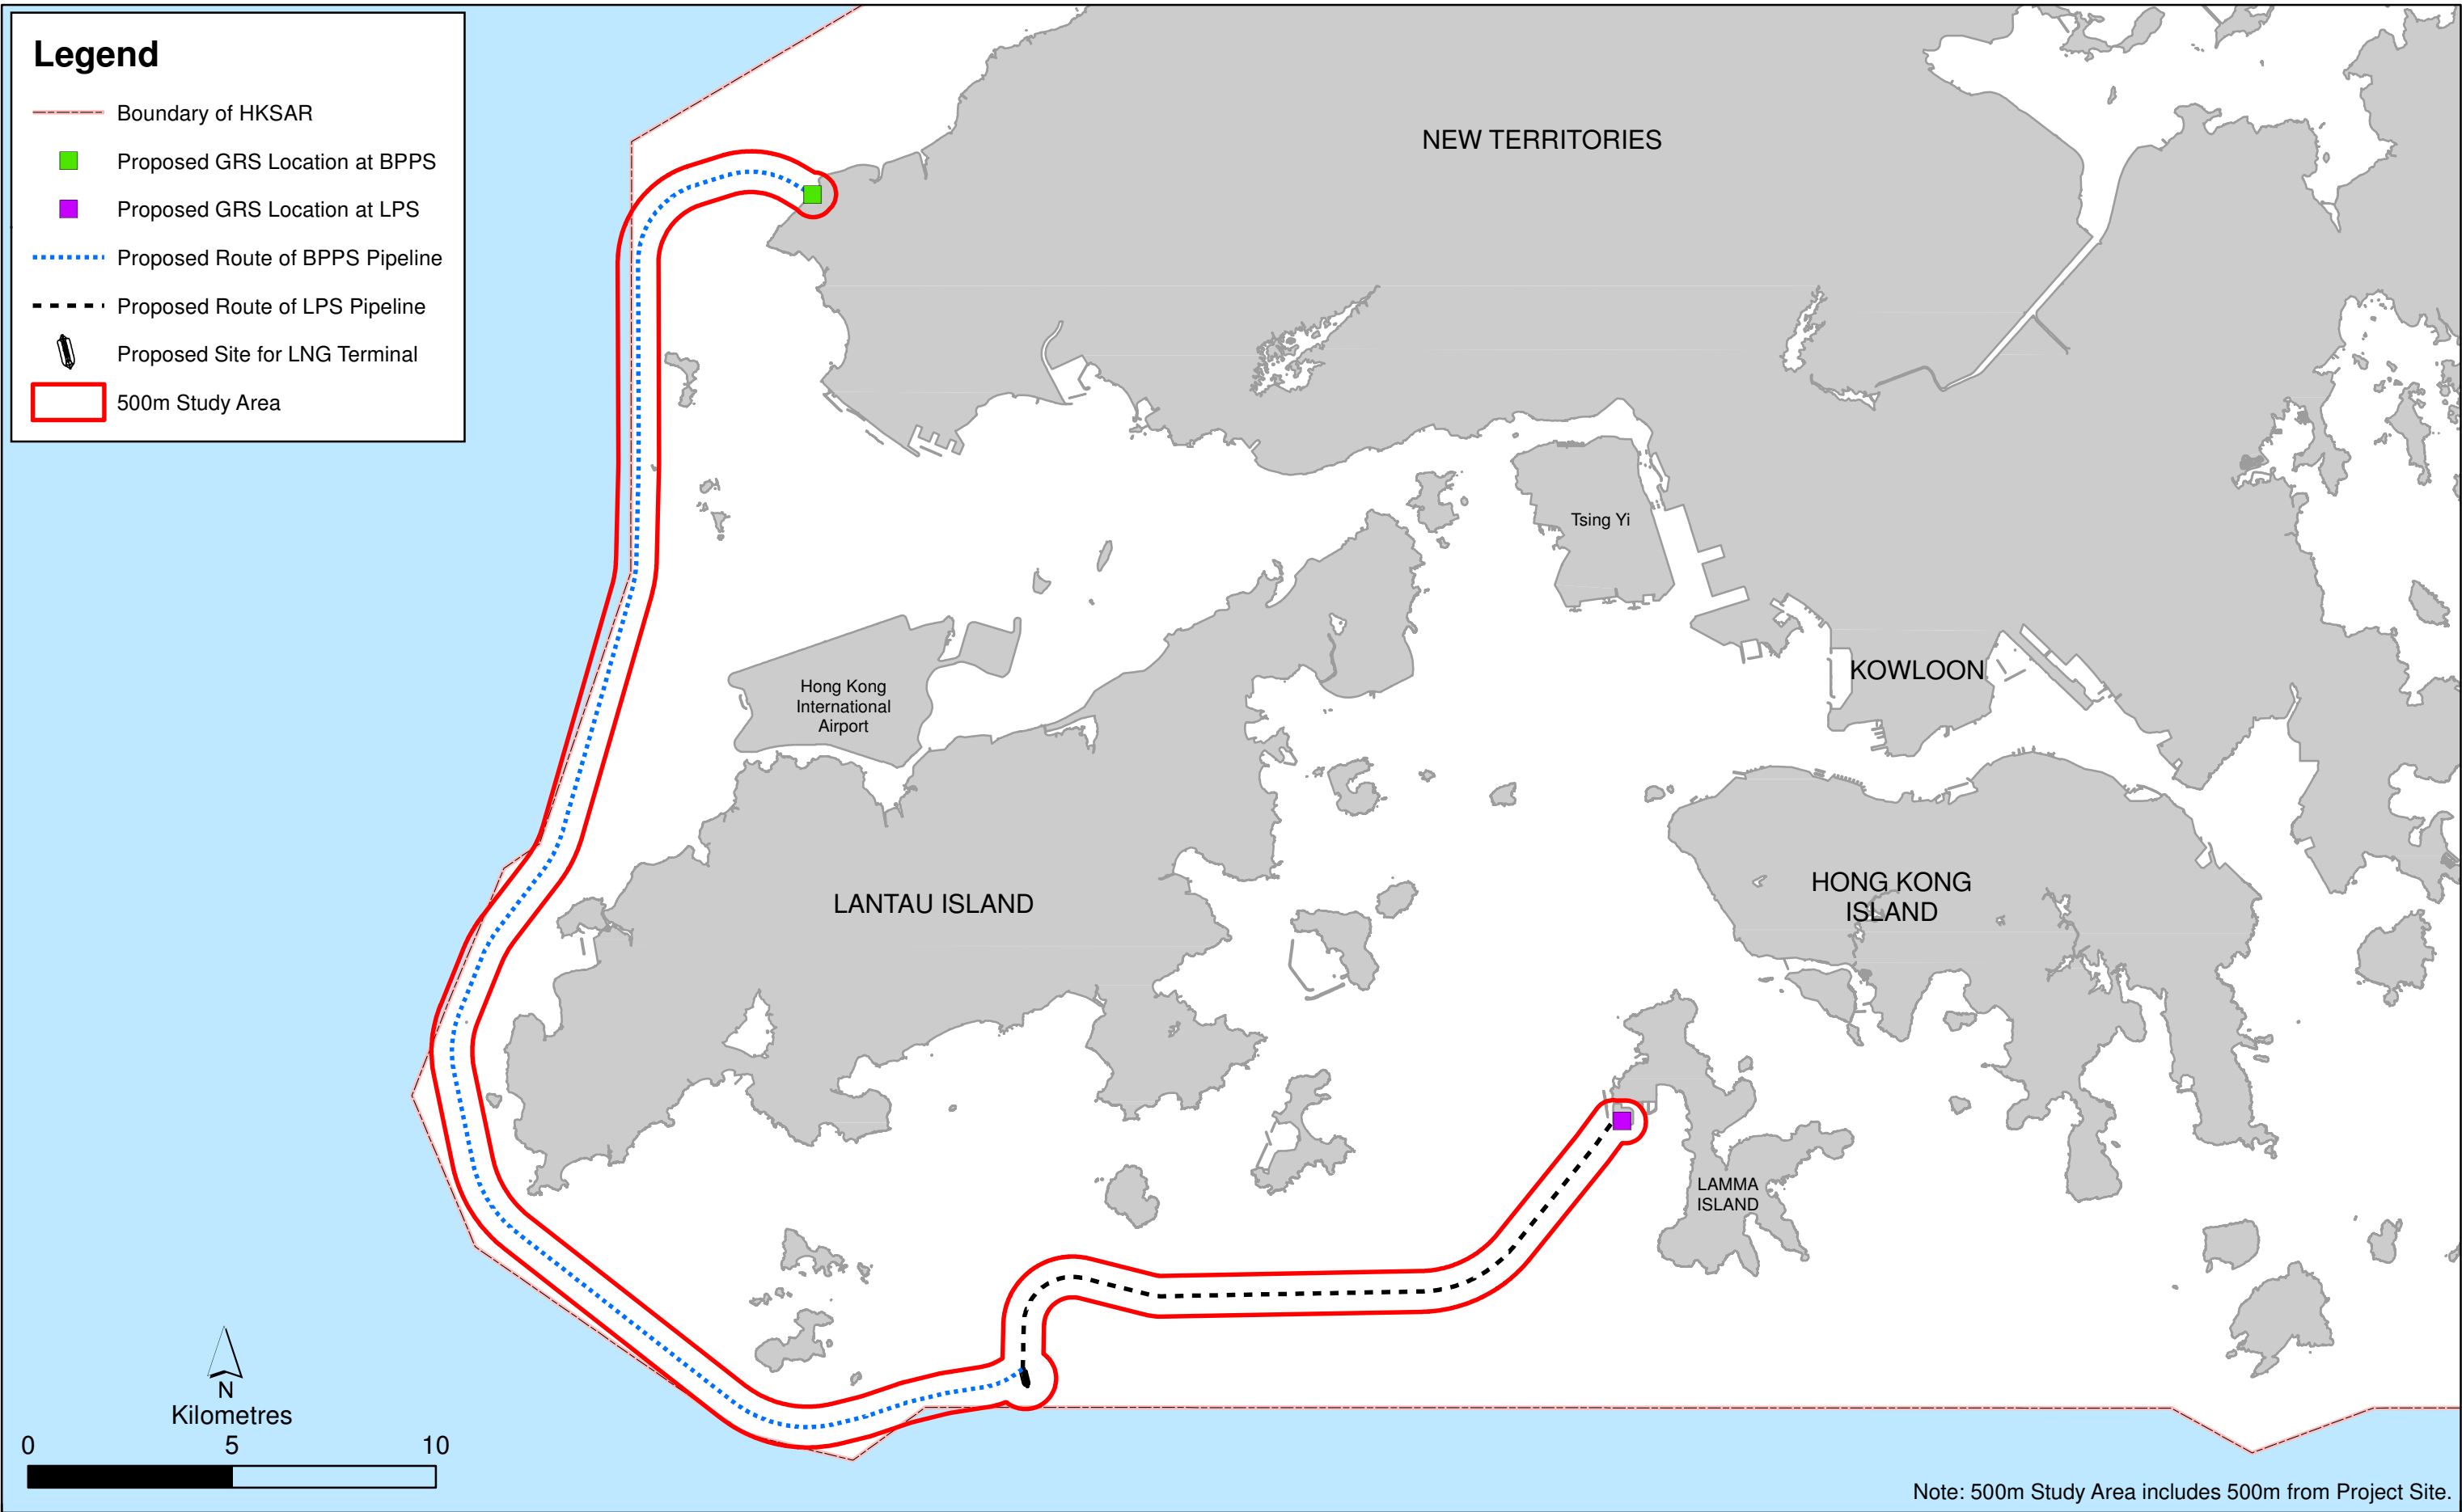 Legend
Boundary of HKSAR
Proposed GRS Location at BPPS
Proposed GRS Location at LPS
Proposed Route of BPPS Pipeline
Proposed Route of LPS Pipeline
Proposed Site for LNG Terminal
500m Study Area
NEW TERRITORIES
Tsing Yi
KOWLOON
Hong Kong
International
Airport
LANTAU ISLAND
HONG KONG
ISLAND
LAMMA
ISLAND
N
Kilometres
0 5 10
Note: 500m Study Area includes 500m from Project Site.